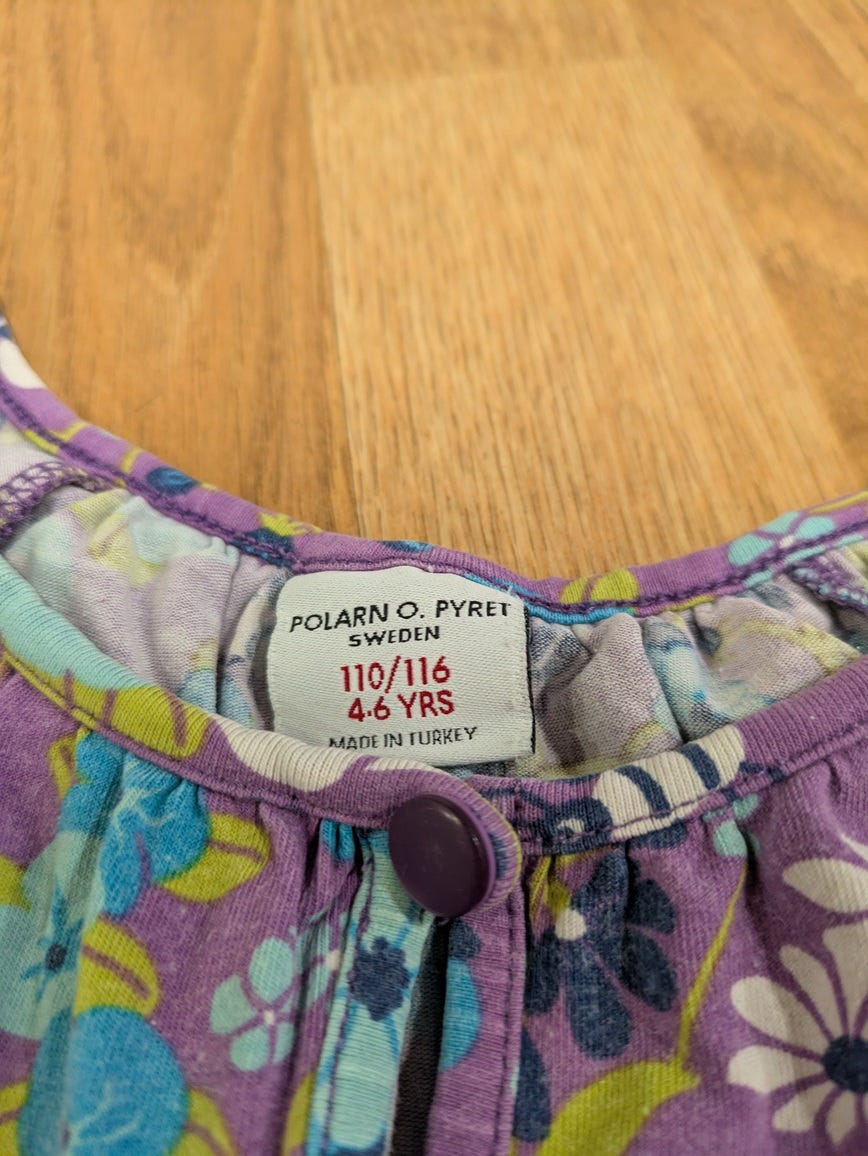 POLARN O. PYRET
SWEDEN
110/116
4-6 YRS
MADE IN TURKEY